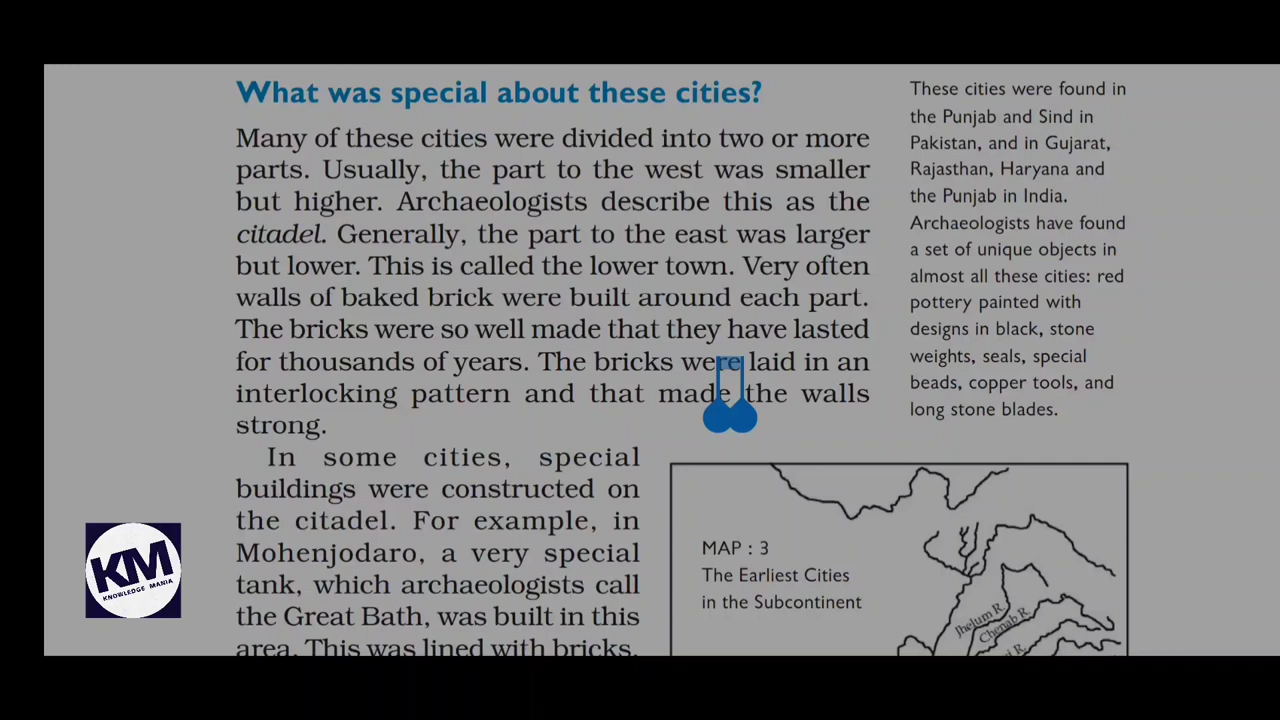 What was special about these cities?
Many of these cities were divided into two or more
parts. Usually, the part to the west was smaller
but higher. Archaeologists describe this as the
citadel. Generally, the part to the east was larger
but lower. This is called the lower town. Very often
walls of baked brick were built around each part.
The bricks were so well made that they have lasted
for thousands of years. The bricks were laid in an
interlocking pattern and that made the walls
strong.
In some cities, special
buildings were constructed on
the citadel. For example, in
Mohenjodaro, a very special
tank, which archaeologists call
the Great Bath, was built in this
area. This was lined with bricks,
These cities were found in
the Punjab and Sind in
Pakistan, and in Gujarat,
Rajasthan, Haryana and
the Punjab in India.
Archaeologists have found
a set of unique objects in
almost all these cities: red
pottery painted with
designs in black, stone
weights, seals, special
beads, copper tools, and
long stone blades.
MAP : 3
The Earliest Cities
in the Subcontinent
Jhelum R.
Chenab R.
R.
KM
KNOWLEDGE MANIA